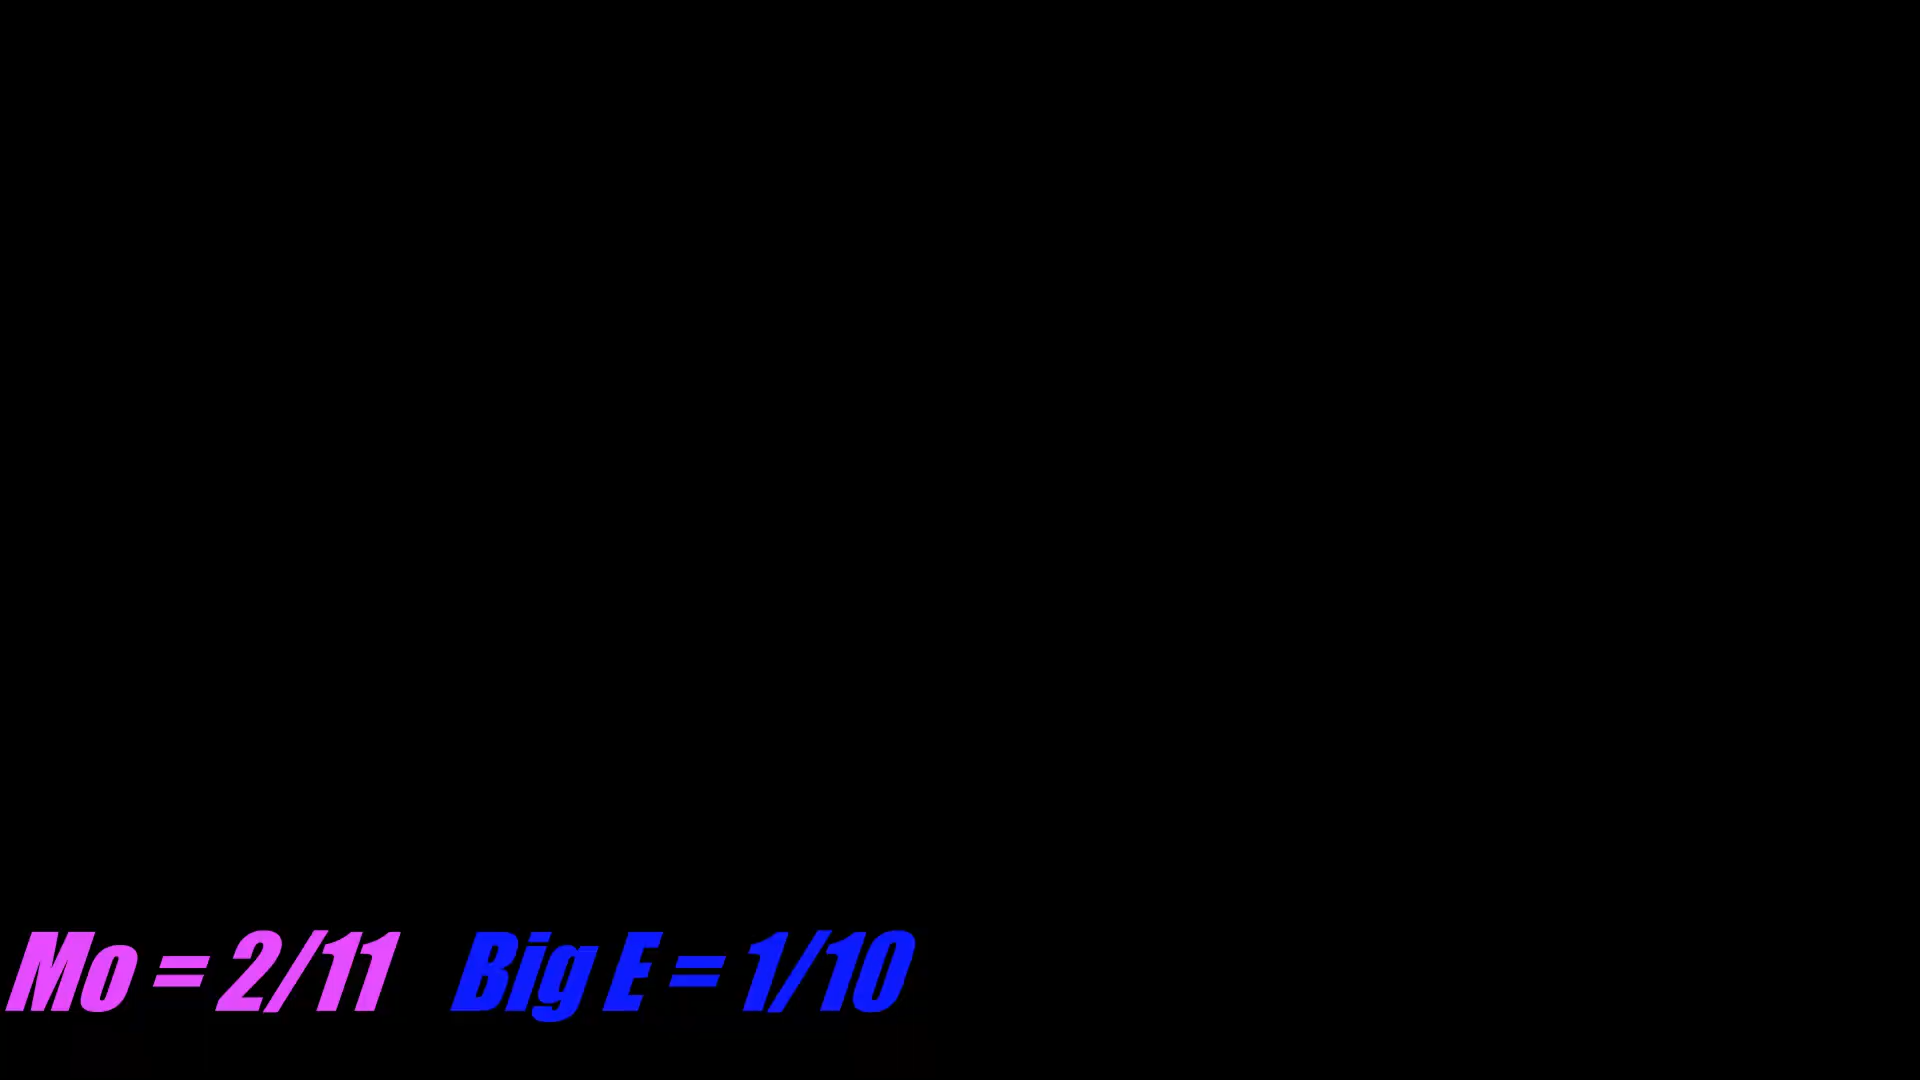 Mo = 2/11 Big E = 1/10